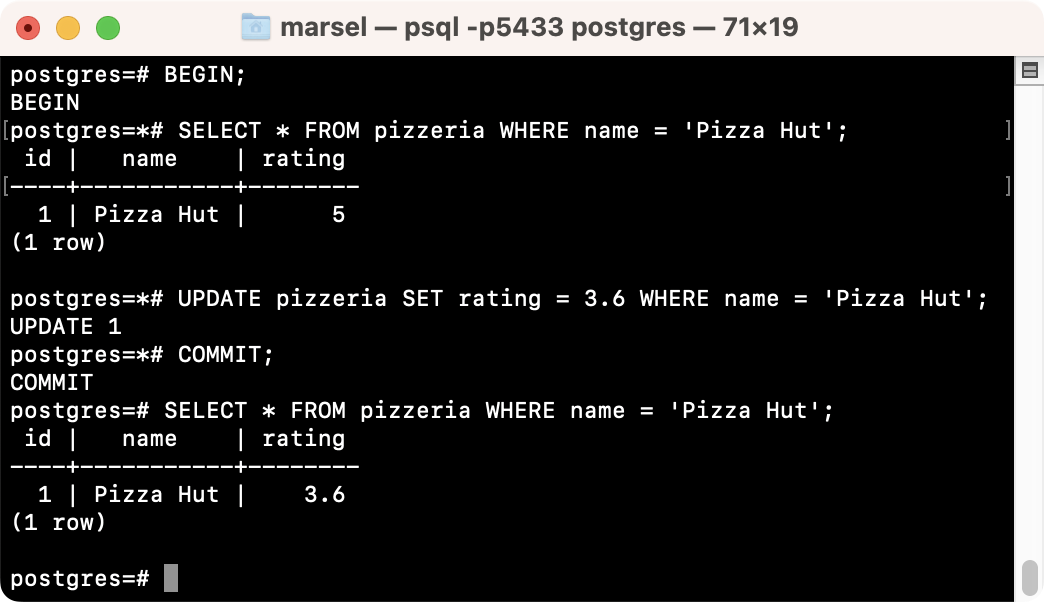 marsel — psql -p5433 postgres — 71×19
postgres=# BEGIN;
BEGIN
postgres=*# SELECT * FROM pizzeria WHERE name = 'Pizza Hut';
 id |   name    | rating
----+-----------+--------
  1 | Pizza Hut |      5
(1 row)

postgres=*# UPDATE pizzeria SET rating = 3.6 WHERE name = 'Pizza Hut';
UPDATE 1
postgres=*# COMMIT;
COMMIT
postgres=# SELECT * FROM pizzeria WHERE name = 'Pizza Hut';
 id |   name    | rating
----+-----------+--------
  1 | Pizza Hut |    3.6
(1 row)

postgres=#